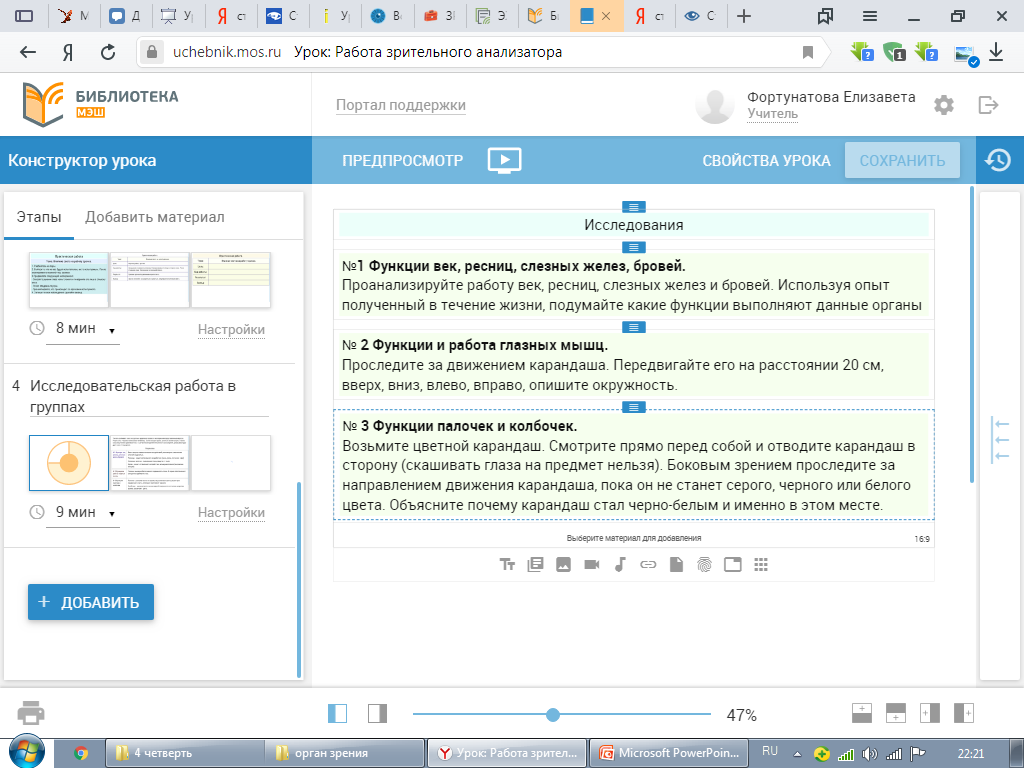 uchebnik.mos.ru Урок: Работа зрительного анализатора
БИБЛИОТЕКА
МЭШ
Портал поддержки
Фортунатова Елизавета
Учитель
Конструктор урока
ПРЕДПРОСМОТР
СВОЙСТВА УРОКА
СОХРАНИТЬ
Этапы
Добавить материал
8 мин
Настройки
4 Исследовательская работа в
группах
9 мин
Настройки
+ ДОБАВИТЬ
Исследования
№1 Функции век, ресниц, слезных желез, бровей.
Проанализируйте работу век, ресниц, слезных желез и бровей. Используя опыт
полученный в течение жизни, подумайте какие функции выполняют данные органы
№ 2 Функции и работа глазных мышц.
Проследите за движением карандаша. Передвигайте его на расстоянии 20 см,
вверх, вниз, влево, вправо, опишите окружность.
№ 3 Функции палочек и колбочек.
Возьмите цветной карандаш. Смотрите прямо перед собой и отводите карандаш в
сторону (скашивать глаза на предмет нельзя). Боковым зрением проследите за
направлением движения карандаша, пока он не станет серого, черного или белого
цвета. Объясните почему карандаш стал черно-белым и именно в этом месте.
Выберите материал для добавления
16:9
47%
4 четверть
орган зрения
Урок: Работа зрител...
Microsoft PowerPoin...
RU
22:21